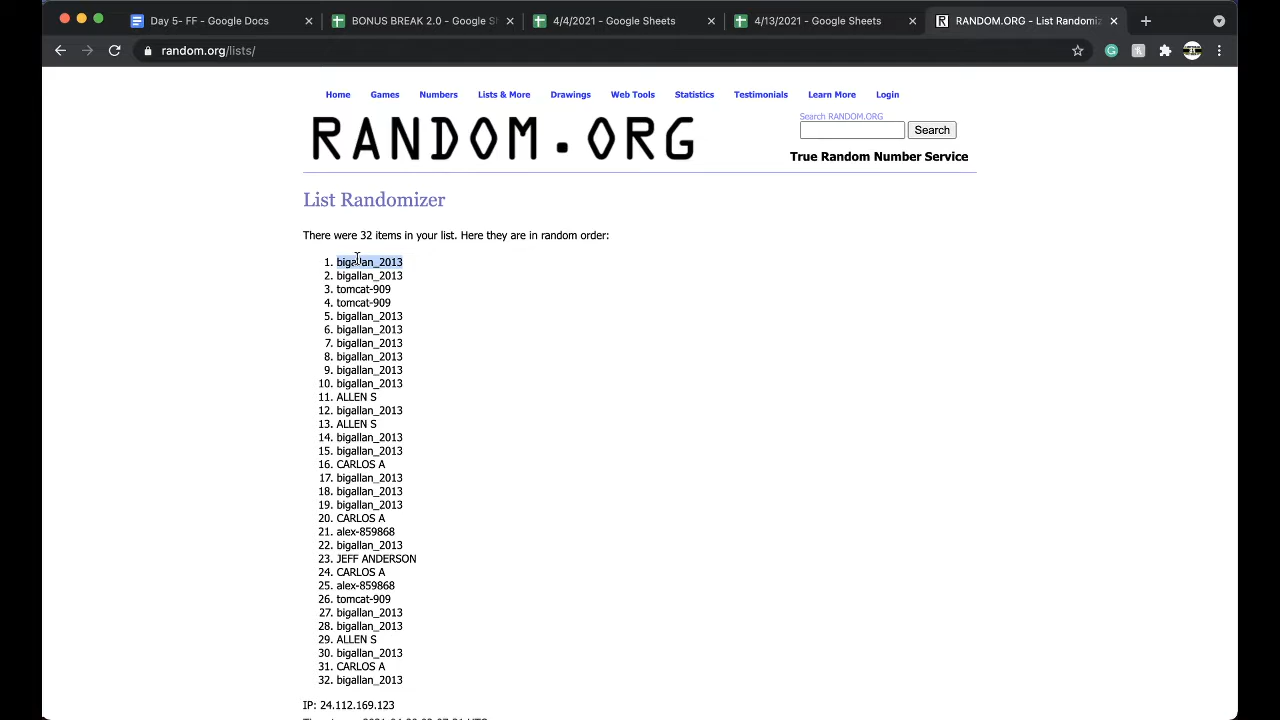 Day 5- FF - Google Docs
BONUS BREAK 2.0 - Google Sh
4/4/2021 - Google Sheets
4/13/2021 - Google Sheets
RANDOM.ORG - List Randomiz
random.org/lists/
Home Games Numbers Lists & More Drawings Web Tools Statistics Testimonials Learn More Login
RANDOM.ORG
Search RANDOM.ORG
Search
True Random Number Service
List Randomizer
There were 32 items in your list. Here they are in random order:
1. bigallan_2013
2. bigallan_2013
3. tomcat-909
4. tomcat-909
5. bigallan_2013
6. bigallan_2013
7. bigallan_2013
8. bigallan_2013
9. bigallan_2013
10. bigallan_2013
11. ALLEN S
12. bigallan_2013
13. ALLEN S
14. bigallan_2013
15. bigallan_2013
16. CARLOS A
17. bigallan_2013
18. bigallan_2013
19. bigallan_2013
20. CARLOS A
21. alex-859868
22. bigallan_2013
23. JEFF ANDERSON
24. CARLOS A
25. alex-859868
26. tomcat-909
27. bigallan_2013
28. bigallan_2013
29. ALLEN S
30. bigallan_2013
31. CARLOS A
32. bigallan_2013
IP: 24.112.169.123